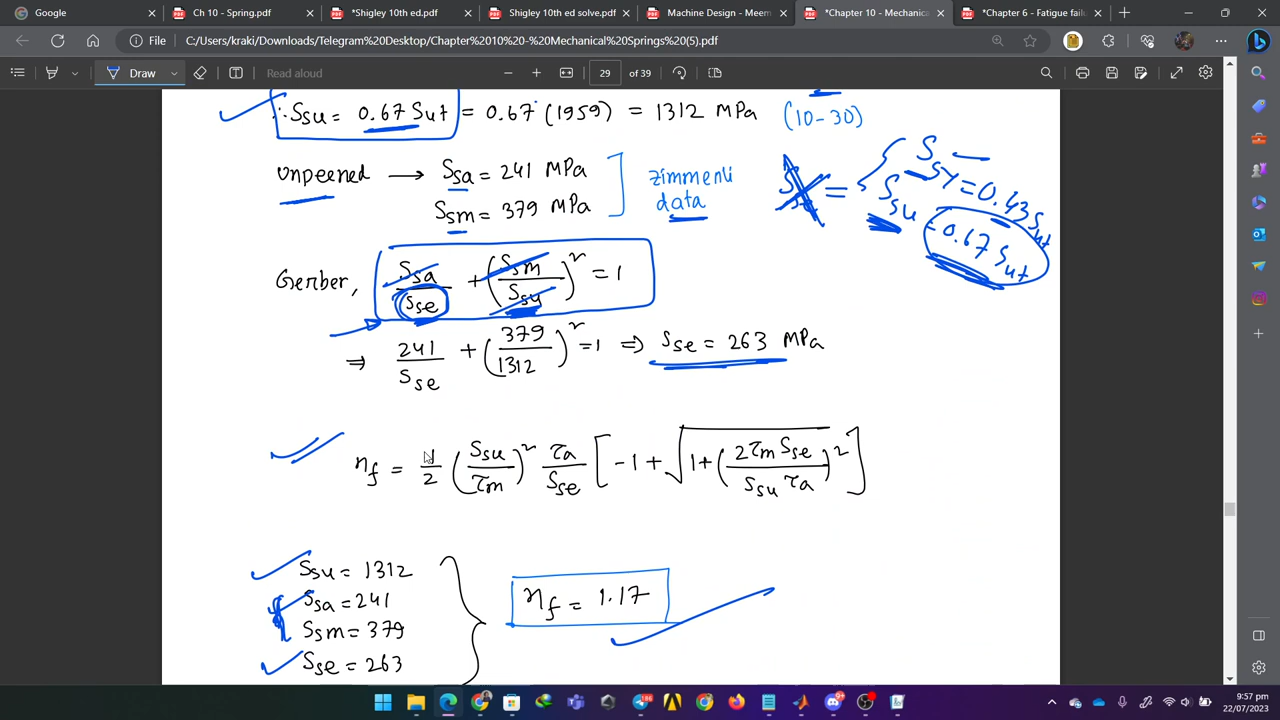 Google
Ch 10 - Spring.pdf
*Shigley 10th ed.pdf
Shigley 10th ed solve.pdf
Machine Design - Meem
*Chapter 10 - Mechanica
*Chapter 6 - Fatigue fail
File
C:/Users/kraki/Downloads/Telegram%20Desktop/Chapter%2010%20-%20Mechanical%20Springs%20(5).pdf
Draw
Read aloud
29 of 39
∴ Ssu = 0.67 Sut = 0.67 (1959) = 1312 MPa (10-30)
Unpeened → Ssa = 241 MPa
Ssm = 379 MPa
zimmerli
data
= { Ssy = 0.43 Sut
Ssu = 0.67 Sut
Gerber, Ssa/Sse + (Ssm/Ssu)² = 1
⇒ 241/Sse + (379/1312)² = 1 ⇒ Sse = 263 MPa
ηf = 1/2 (Ssu/τm)² τa/Sse [-1 + √1+(2τm Sse/Ssu τa)²]
Ssu = 1312
Ssa = 241
Ssm = 379
Sse = 263
ηf = 1.17
9:57 pm
22/07/2023